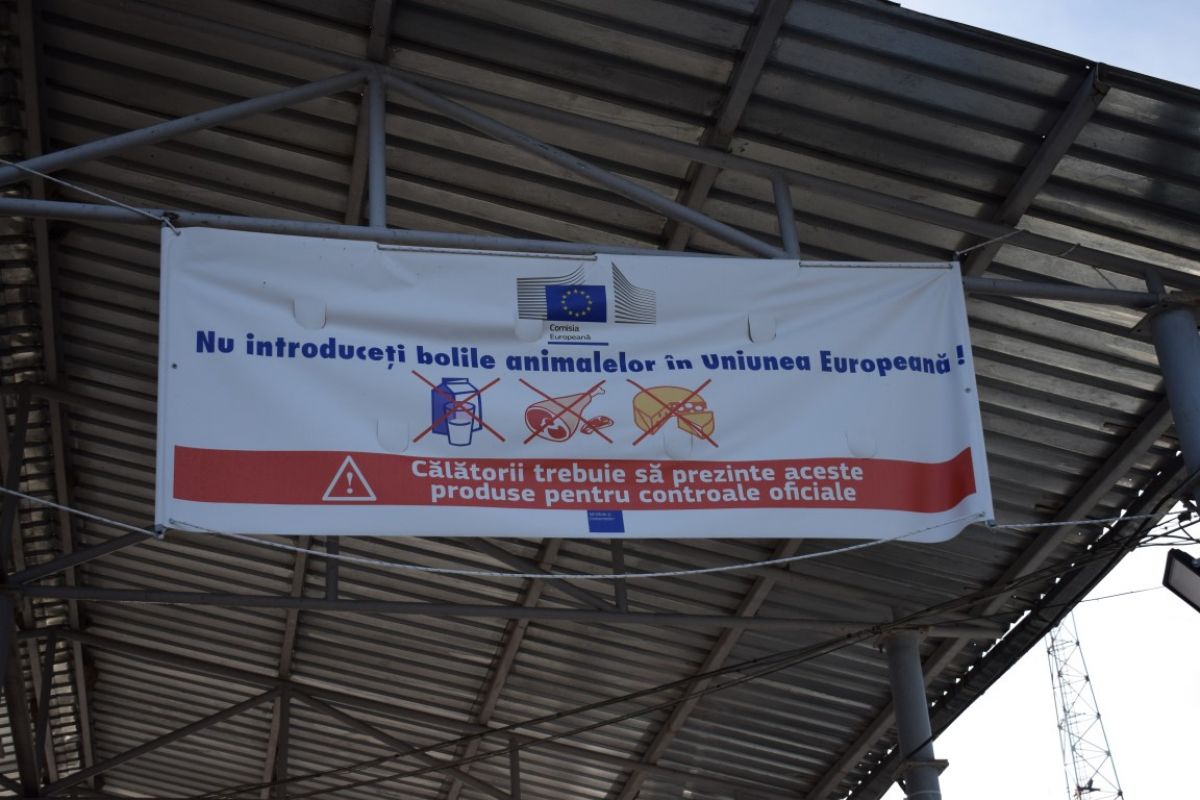 Comisia
Europeană
Nu introduceți bolile animalelor în Uniunea Europeană !
Călătorii trebuie să prezinte aceste
produse pentru controale oficiale